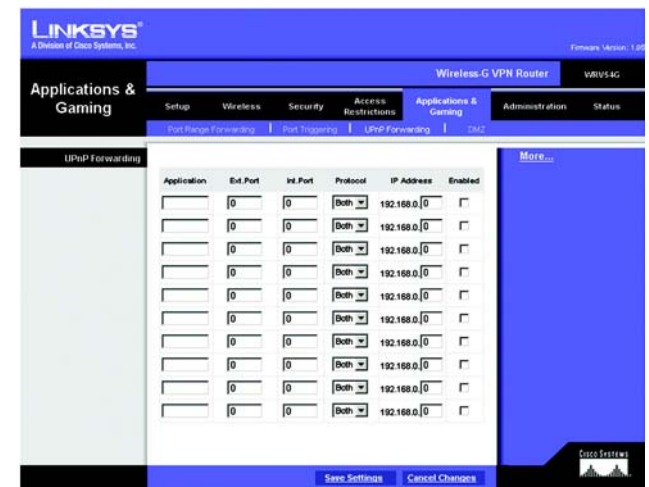 LINKSYS®
A Division of Cisco Systems, Inc.
Firmware Version: 1.05
Wireless-G VPN Router WRV54G
Applications & Gaming
Setup Wireless Security Access Restrictions Applications & Gaming Administration Status
Port Range Forwarding | Port Triggering | UPnP Forwarding | DMZ
UPnP Forwarding
More...
Application Ext.Port Int.Port Protocol IP Address Enabled
0 0 Both 192.168.0. 0
0 0 Both 192.168.0. 0
0 0 Both 192.168.0. 0
0 0 Both 192.168.0. 0
0 0 Both 192.168.0. 0
0 0 Both 192.168.0. 0
0 0 Both 192.168.0. 0
0 0 Both 192.168.0. 0
0 0 Both 192.168.0. 0
0 0 Both 192.168.0. 0
Save Settings Cancel Changes
CISCO SYSTEMS